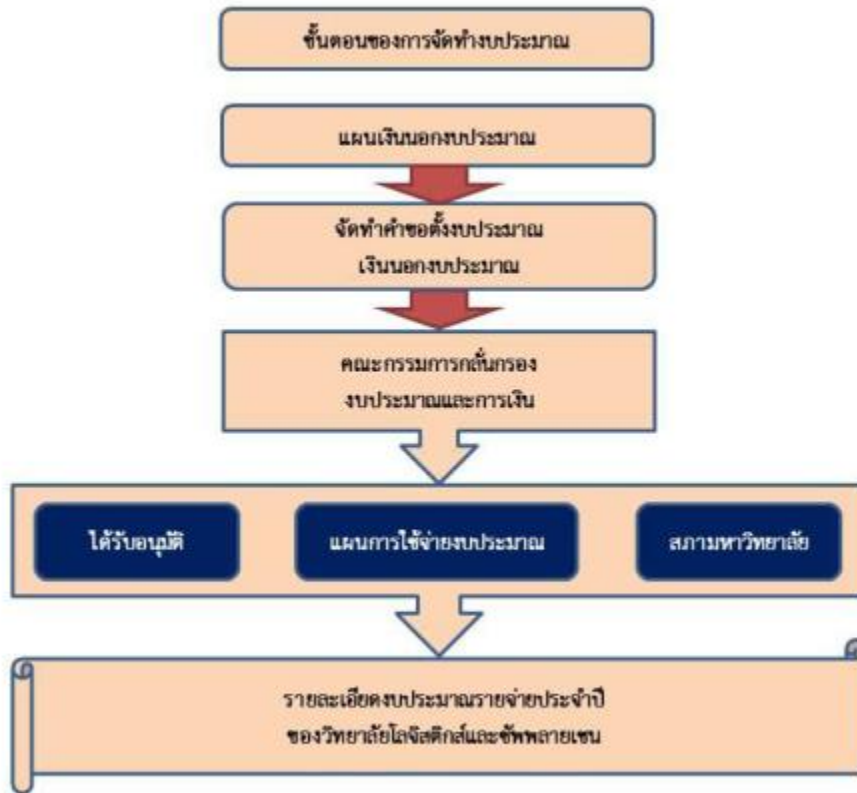 ขั้นตอนของการจัดทำงบประมาณ
แผนเงินนอกงบประมาณ
จัดทำคำขอตั้งงบประมาณ
เงินนอกงบประมาณ
คณะกรรมการกลั่นกรอง
งบประมาณและการเงิน
ได้รับอนุมัติ
แผนการใช้จ่ายงบประมาณ
สภามหาวิทยาลัย
รายละเอียดงบประมาณรายจ่ายประจำปี
ของวิทยาลัยโลจิสติกส์และซัพพลายเชน